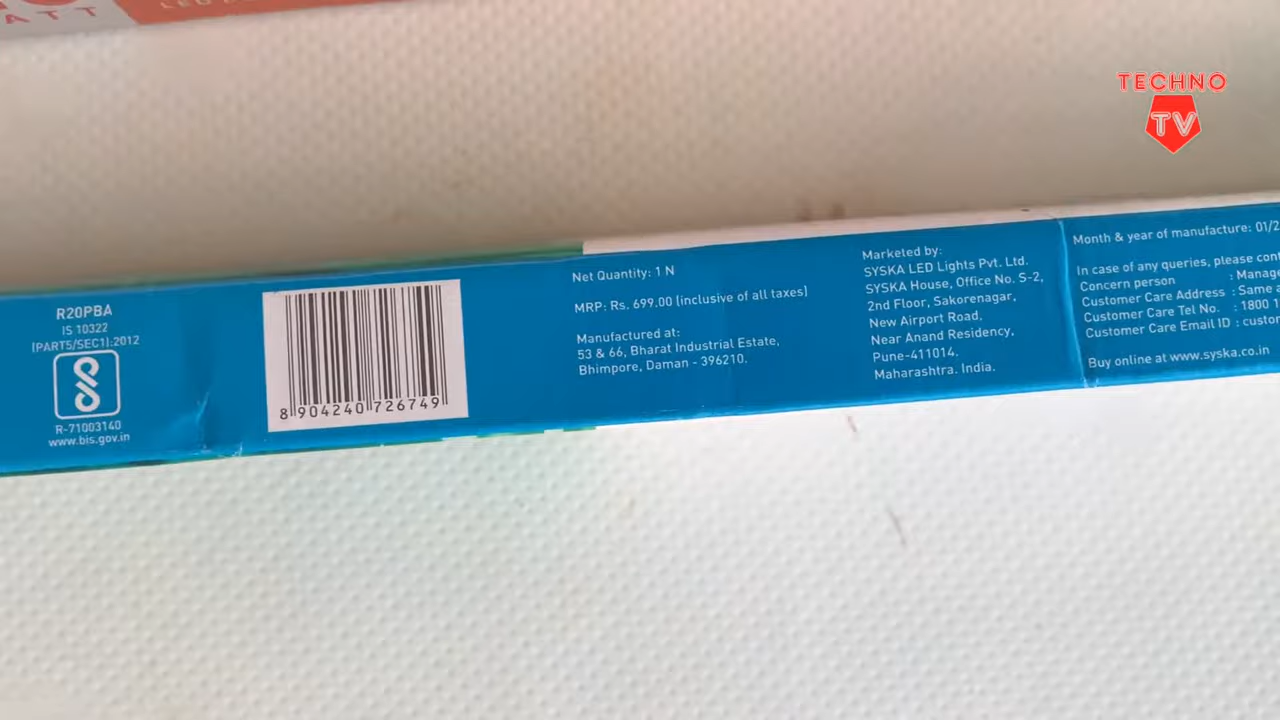 ATT
LED
TECHNO
TV
R20PBA
IS 10322
(PART5/SEC1):2012
R-71003140
www.bis.gov.in
8 904240 726749
Net Quantity: 1 N
MRP: Rs. 699.00 (inclusive of all taxes)
Manufactured at:
53 & 66, Bharat Industrial Estate,
Bhimpore, Daman - 396210.
Marketed by:
SYSKA LED Lights Pvt. Ltd.
SYSKA House, Office No. S-2,
2nd Floor, Sakorenagar,
New Airport Road.
Near Anand Residency,
Pune-411014.
Maharashtra. India.
Month & year of manufacture: 01/2
In case of any queries, please cont
Concern person : Manage
Customer Care Address : Same a
Customer Care Tel No. : 1800 1
Customer Care Email ID : custom
Buy online at www.syska.co.in